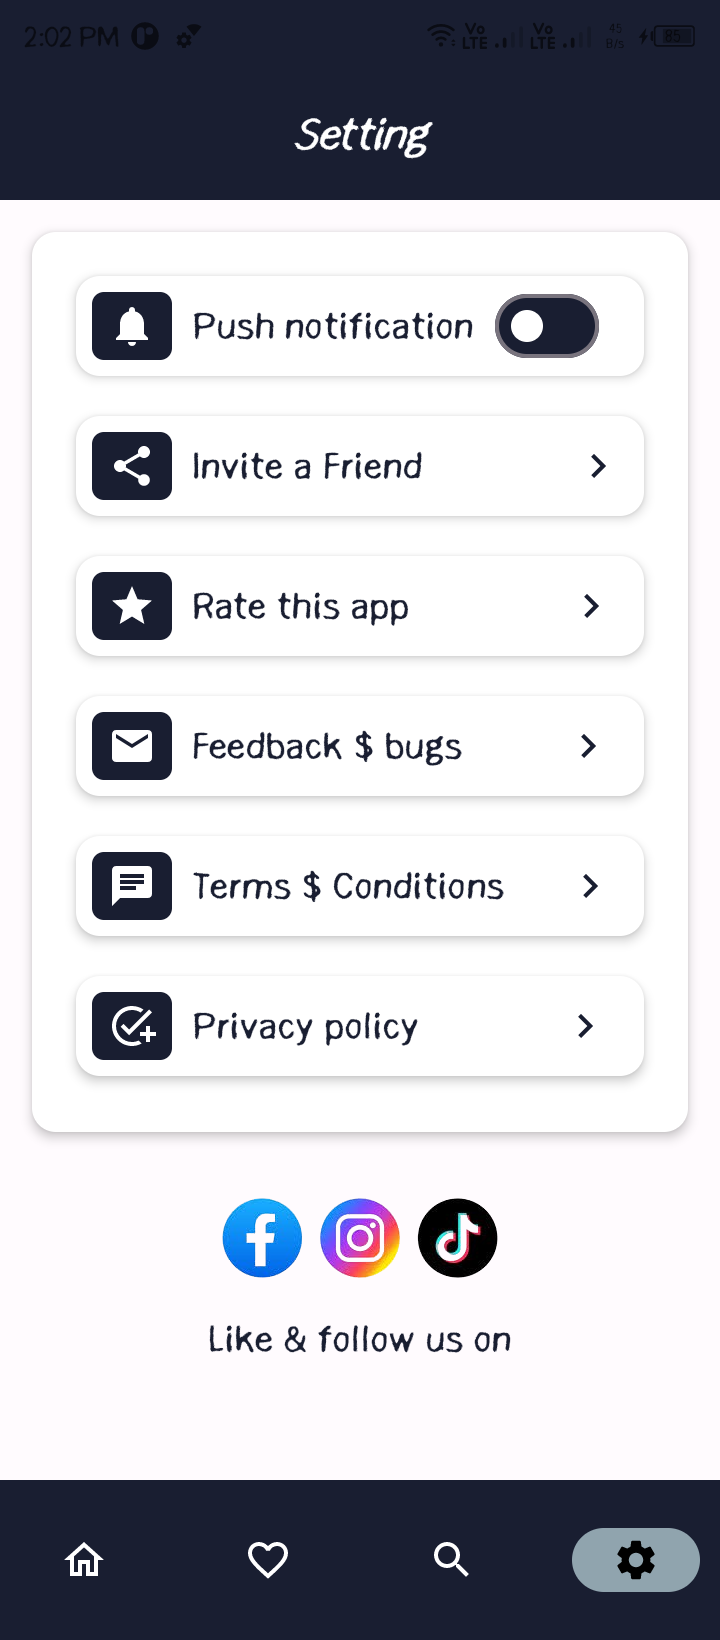 2:02 PM
Vo LTE Vo LTE 45 B/s 85
Setting
Push notification
Invite a Friend
Rate this app
Feedback $ bugs
Terms $ Conditions
Privacy policy
Like & follow us on